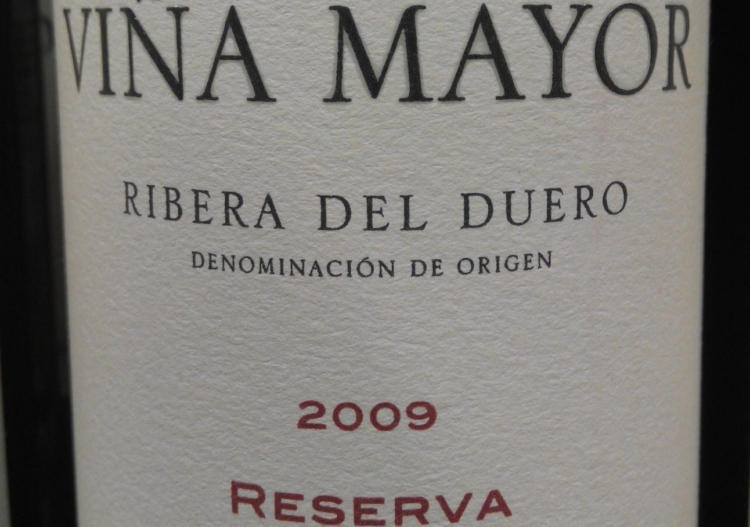 VIÑA MAYOR
RIBERA DEL DUERO
DENOMINACIÓN DE ORIGEN
2009
RESERVA